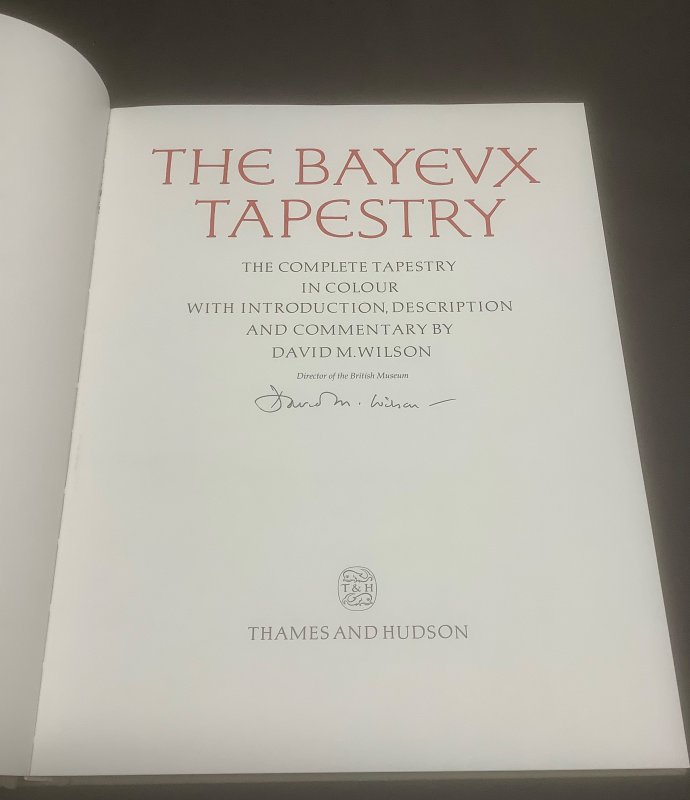 THE BAYEVX
TAPESTRY
THE COMPLETE TAPESTRY
IN COLOUR
WITH INTRODUCTION, DESCRIPTION
AND COMMENTARY BY
DAVID M. WILSON
Director of the British Museum
David M. Wilson
T & H
THAMES AND HUDSON